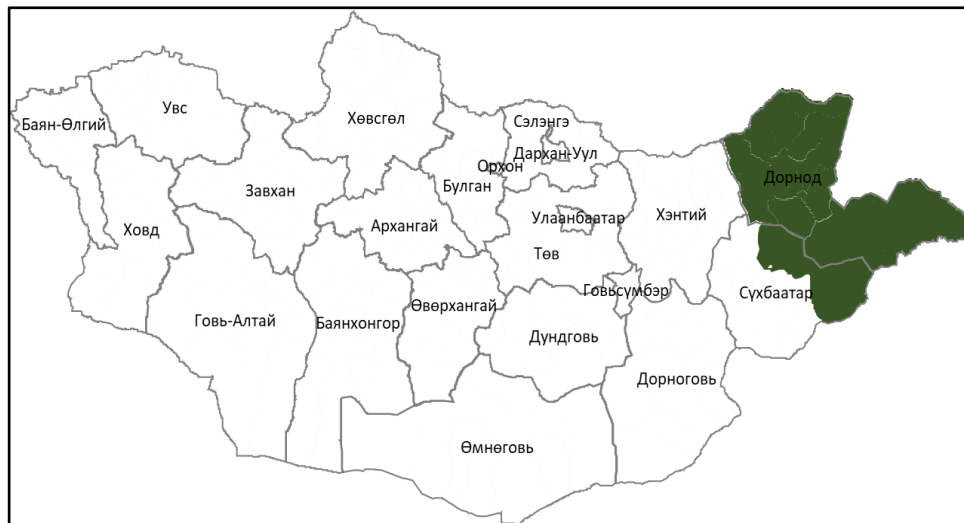 Увс
Баян-Өлгий
Хөвсгөл
Сэлэнгэ
Дархан-Уул
Орхон
Булган
Завхан
Дорнод
Ховд
Архангай
Улаанбаатар
Хэнтий
Төв
Говьсүмбэр
Сүхбаатар
Өвөрхангай
Говь-Алтай
Баянхонгор
Дундговь
Дорноговь
Өмнөговь